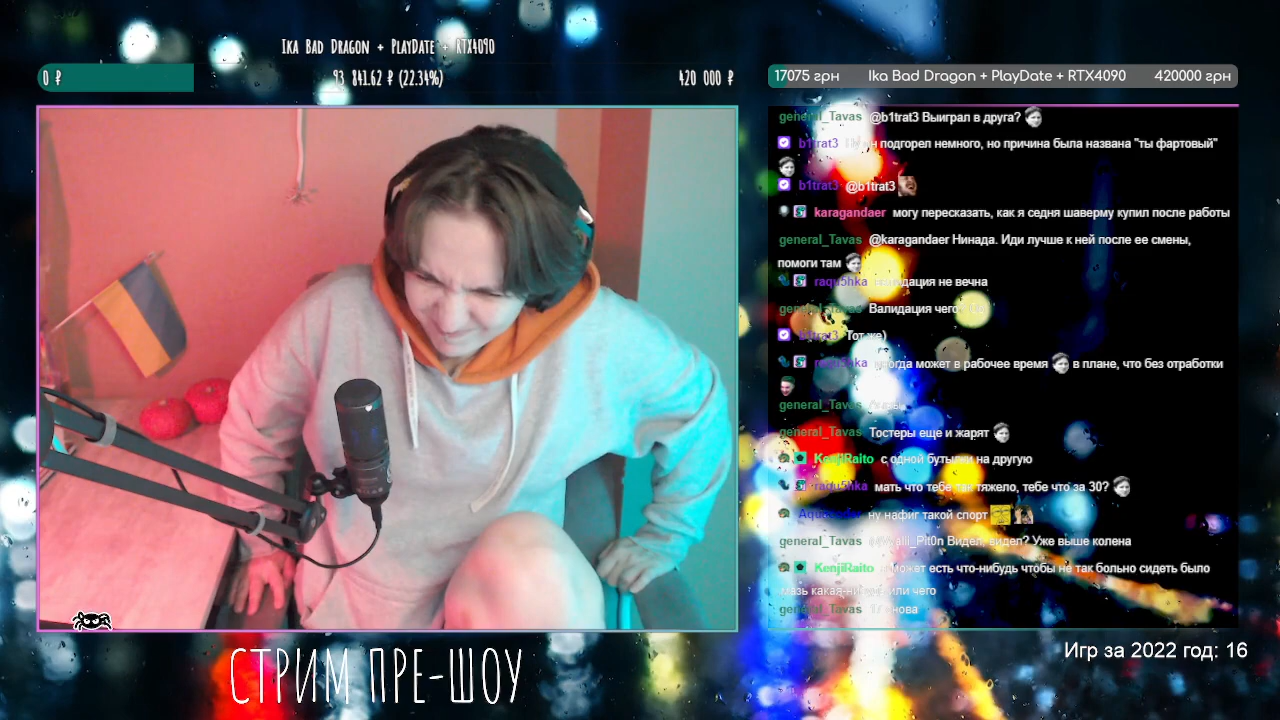 Ika Bad Dragon + PlayDate + RTX4090
0 ₽ 93 841.62 ₽ (22.34%) 420 000 ₽
17075 грн Ika Bad Dragon + PlayDate + RTX4090 420000 грн
general_Tavas @b1trat3 Выиграл в друга?
b1trat3 он подгорел немного, но причина была названа "ты фартовый"
b1trat3 @b1trat3
karagandaer могу пересказать, как я седня шаверму купил после работы
general_Tavas @karagandaer Нинада. Иди лучше к ней после ее смены,
помоги там
raqu5hka не вечна
general_Tavas Валидация чего?
b1trat3 Тот же)
raqu5hka может в рабочее время в плане, что без отработки
general_Tavas
general_Tavas Тостеры еще и жарят
KenjiRaito с одной бутылки на другую
raqu5hka мать что тебе так тяжело, тебе что за 30?
ну нафиг такой спорт
general_Tavas Видел, видел? Уже выше колена
KenjiRaito может есть что-нибудь чтобы не так больно сидеть было
мазь или чего
general_Tavas
СТРИМ ПРЕ-ШОУ
Игр за 2022 год: 16